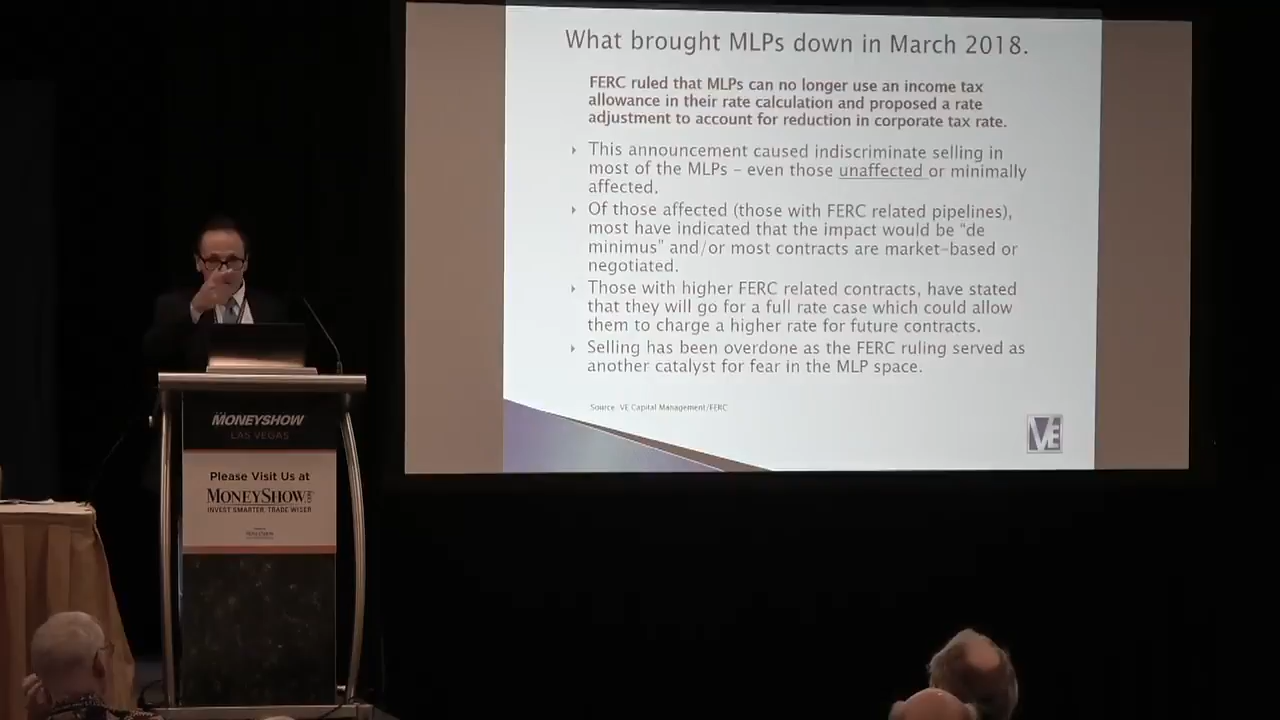 What brought MLPs down in March 2018.
FERC ruled that MLPs can no longer use an income tax
allowance in their rate calculation and proposed a rate
adjustment to account for reduction in corporate tax rate.
This announcement caused indiscriminate selling in
most of the MLPs – even those unaffected or minimally
affected.
Of those affected (those with FERC related pipelines),
most have indicated that the impact would be “de
minimus” and/or most contracts are market-based or
negotiated.
Those with higher FERC related contracts, have stated
that they will go for a full rate case which could allow
them to charge a higher rate for future contracts.
Selling has been overdone as the FERC ruling served as
another catalyst for fear in the MLP space.
Source: VE Capital Management/FERC
VE
MONEYSHOW
LAS VEGAS
Please Visit Us at
MONEYSHOW.COM
INVEST SMARTER, TRADE WISER